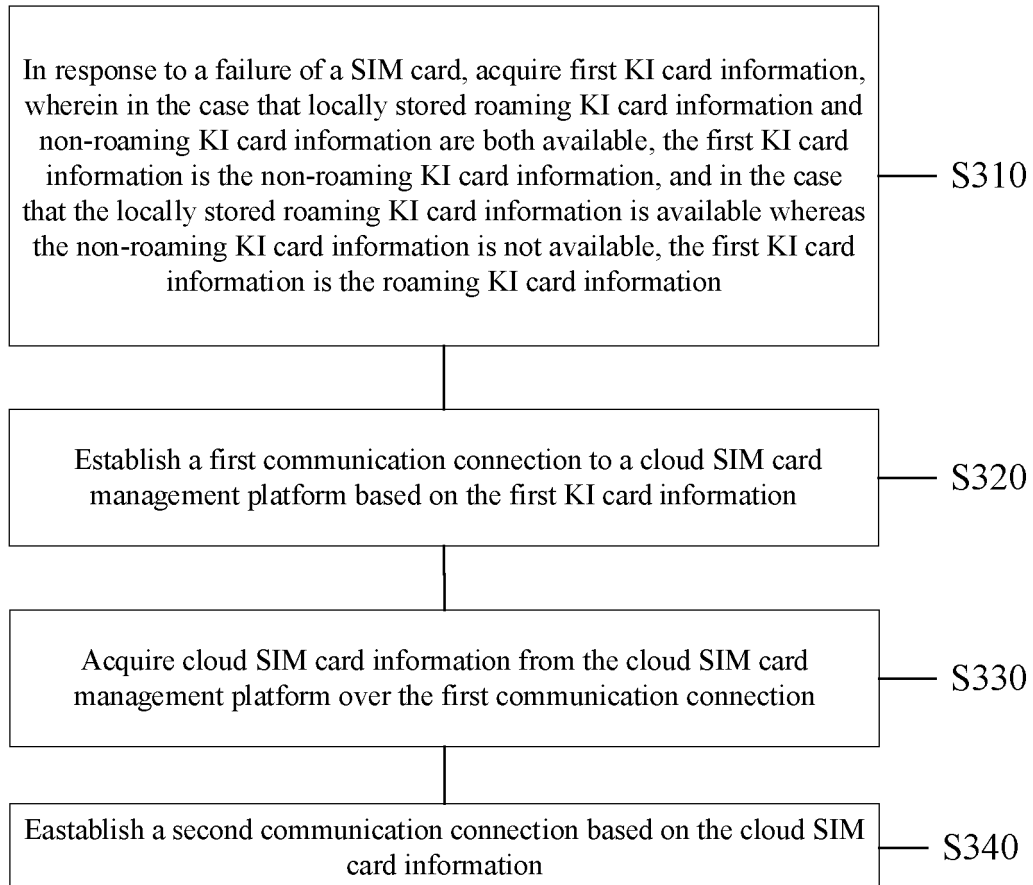 In response to a failure of a SIM card, acquire first KI card information,
wherein in the case that locally stored roaming KI card information and
non-roaming KI card information are both available, the first KI card
information is the non-roaming KI card information, and in the case
that the locally stored roaming KI card information is available whereas
the non-roaming KI card information is not available, the first KI card
information is the roaming KI card information
S310
Establish a first communication connection to a cloud SIM card
management platform based on the first KI card information
S320
Acquire cloud SIM card information from the cloud SIM card
management platform over the first communication connection
S330
Eastablish a second communication connection based on the cloud SIM
card information
S340